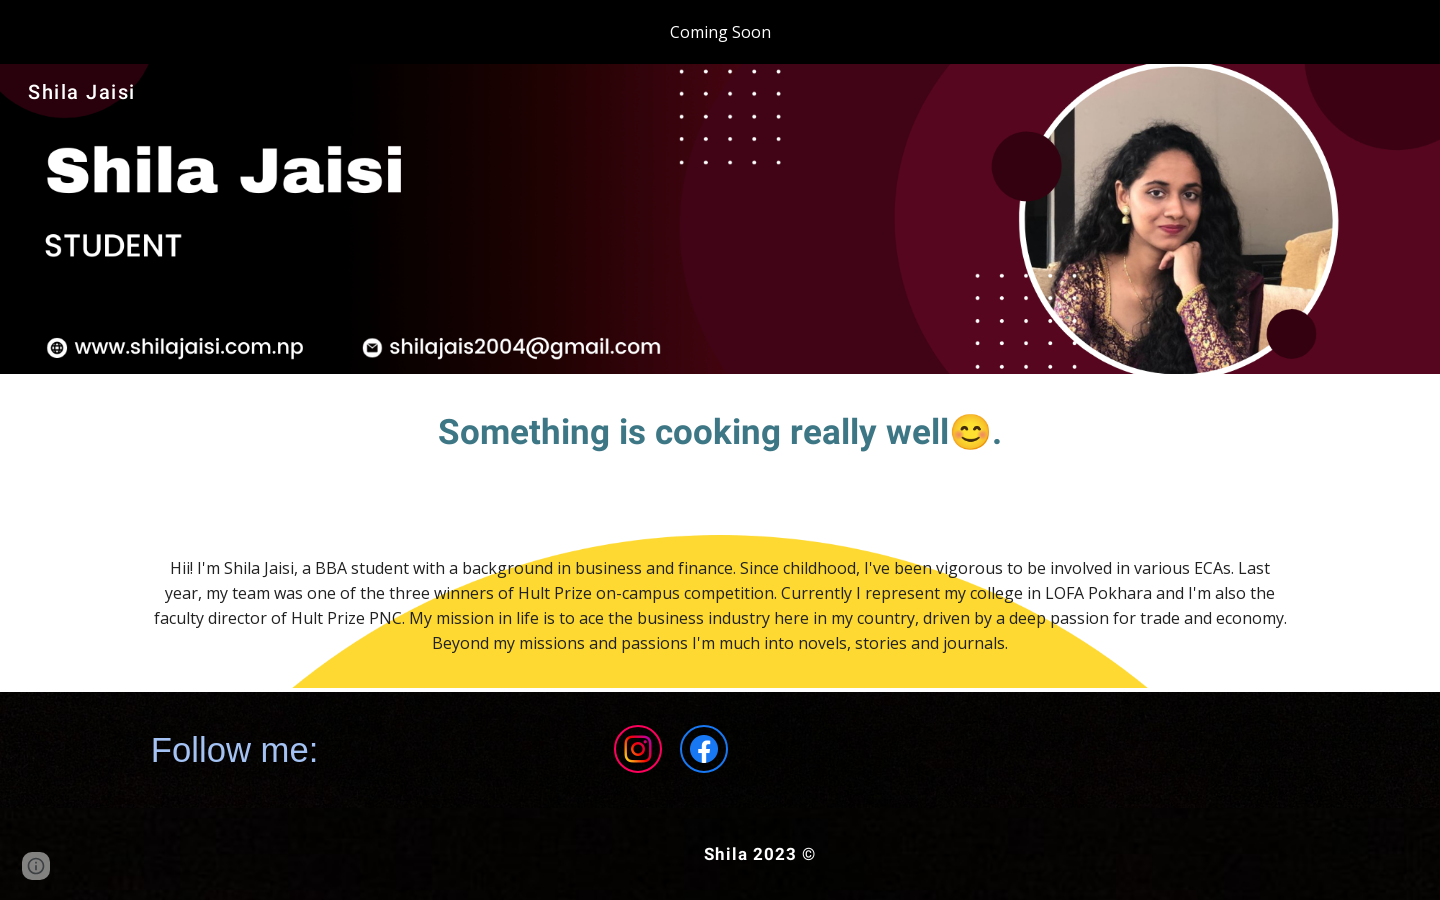 Coming Soon
Shila Jaisi
Shila Jaisi
STUDENT
www.shilajaisi.com.np shilajais2004@gmail.com
Something is cooking really well😊.
Hii! I'm Shila Jaisi, a BBA student with a background in business and finance. Since childhood, I've been vigorous to be involved in various ECAs. Last
year, my team was one of the three winners of Hult Prize on-campus competition. Currently I represent my college in LOFA Pokhara and I'm also the
faculty director of Hult Prize PNC. My mission in life is to ace the business industry here in my country, driven by a deep passion for trade and economy.
Beyond my missions and passions I'm much into novels, stories and journals.
Follow me:
Shila 2023 ©